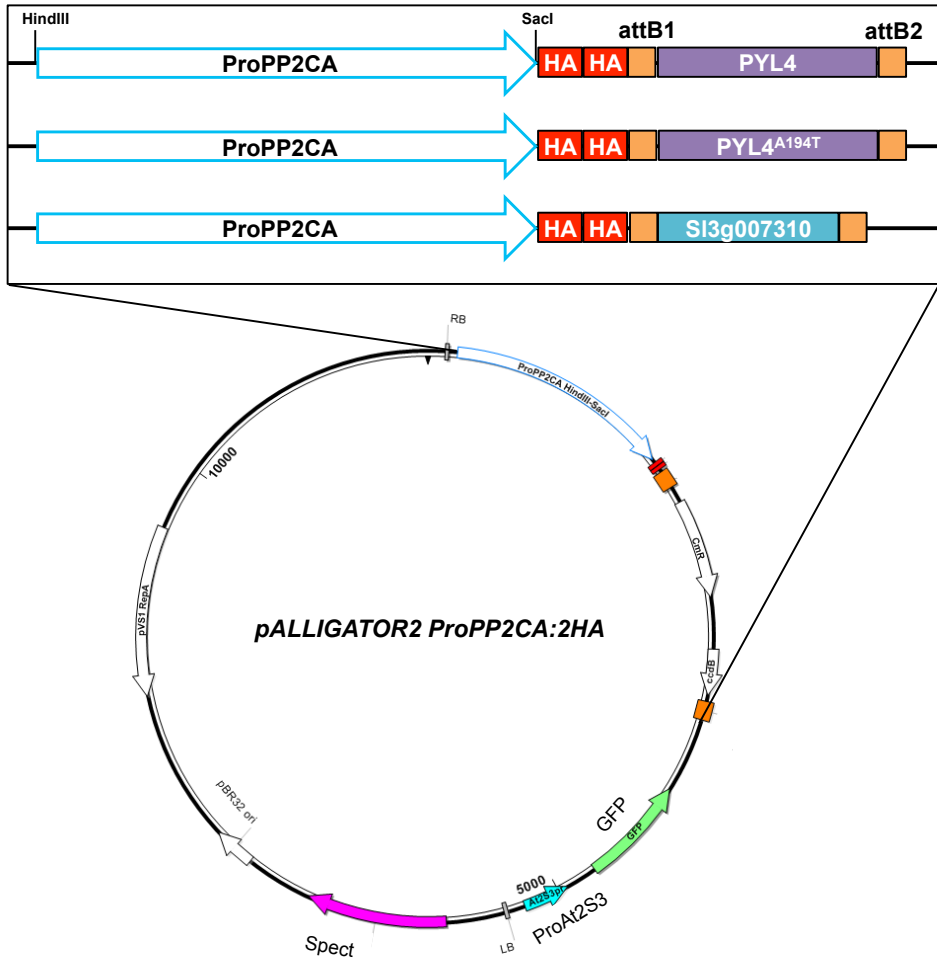 HindIII
SacI
attB1
attB2
ProPP2CA
HA
HA
PYL4
ProPP2CA
HA
HA
PYL4A194T
ProPP2CA
HA
HA
Sl3g007310
RB
ProPP2CA HindIII-SacI
10000
CmR
pVS1 RepA
pALLIGATOR2 ProPP2CA:2HA
ccdB
pBR32 ori
GFP
GFP
5000
At2S3pr
ProAt2S3
LB
Spect